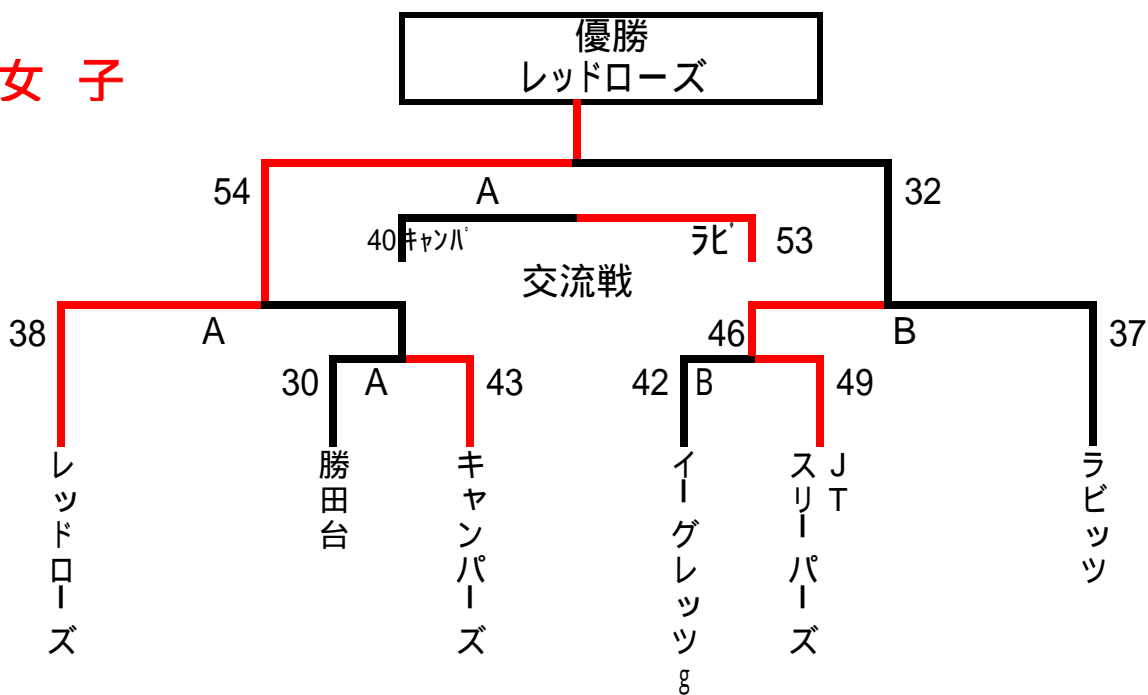 優勝
レッドローズ
女 子
54
A
32
40 ｷｬﾝﾊﾟ
ラビﾞ
53
交流戦
38
A
46
B
37
30
A
43
42
B
49
レッドローズ
勝田台
キャンパーズ
イーグレッツg
スリーパーズ
JT
ラビッツ